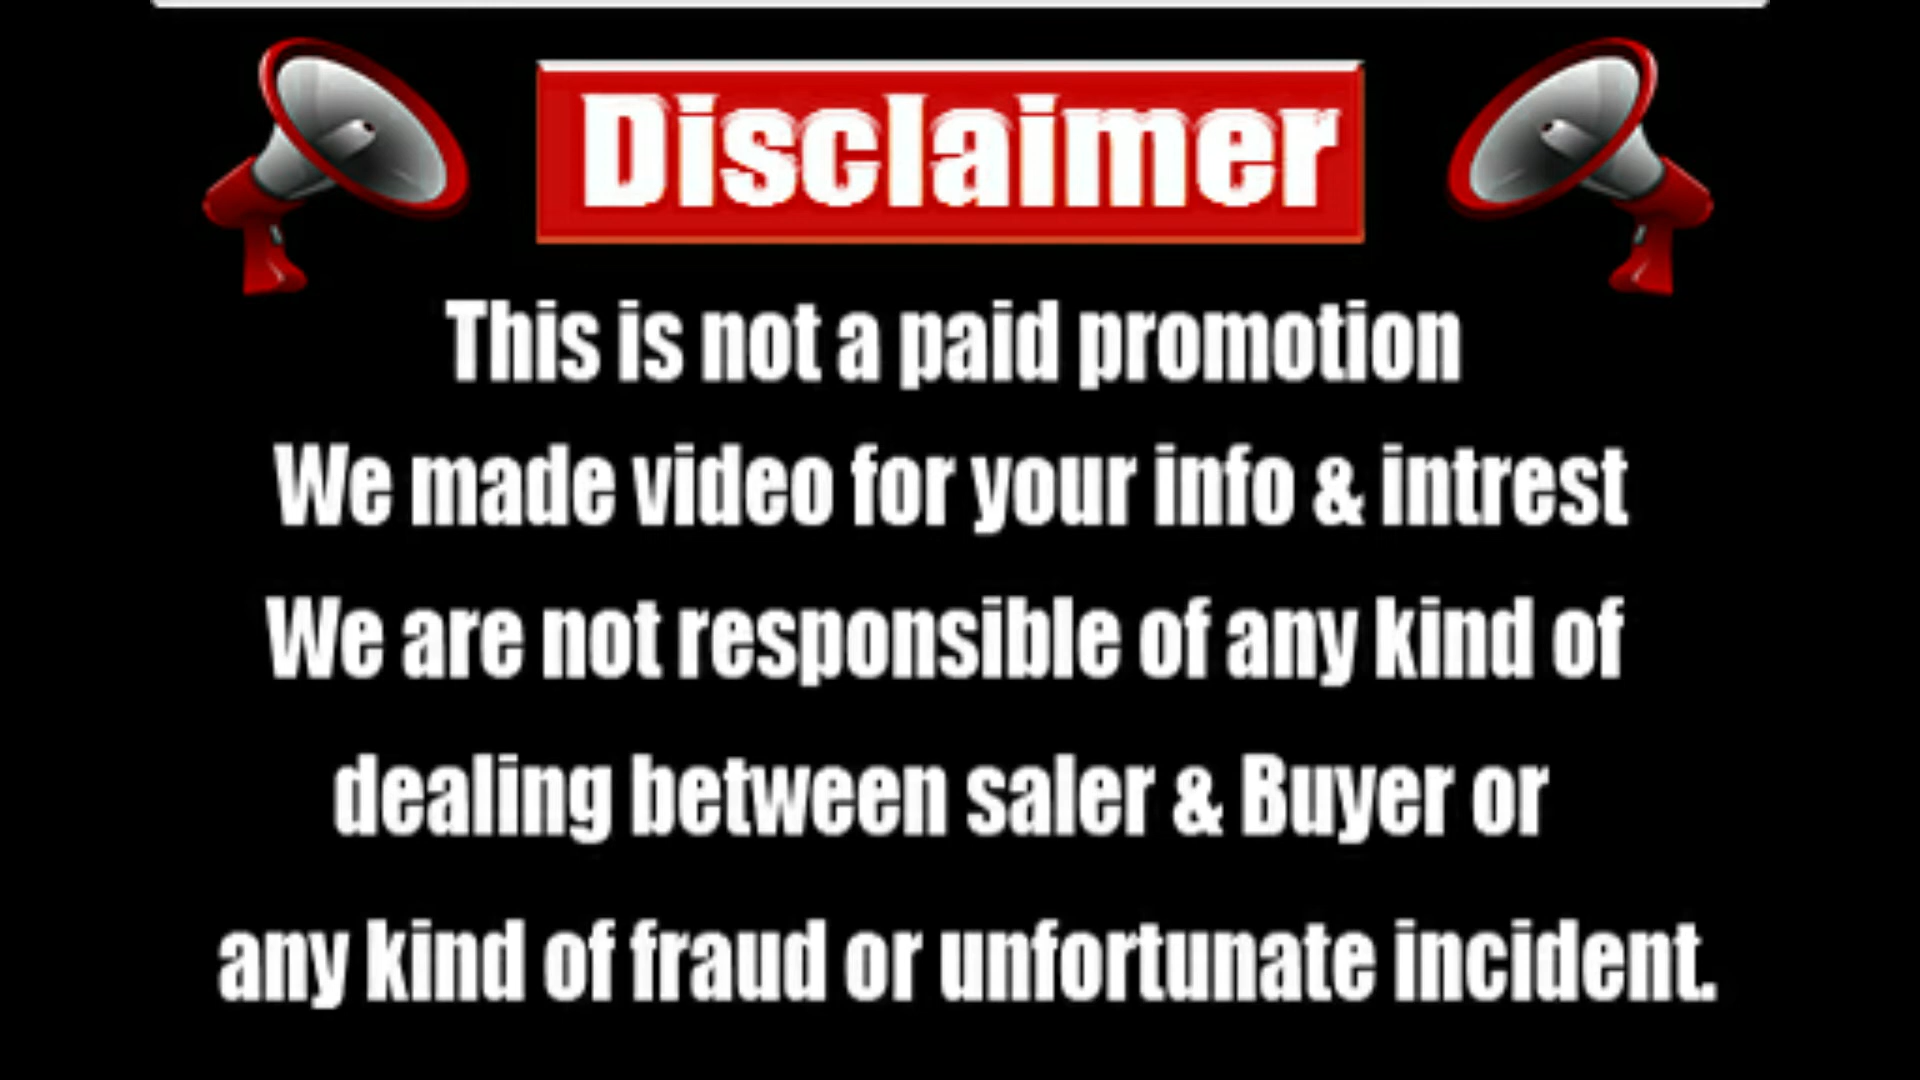 Disclaimer
This is not a paid promotion
We made video for your info & intrest
We are not responsible of any kind of
dealing between saler & Buyer or
any kind of fraud or unfortunate incident.